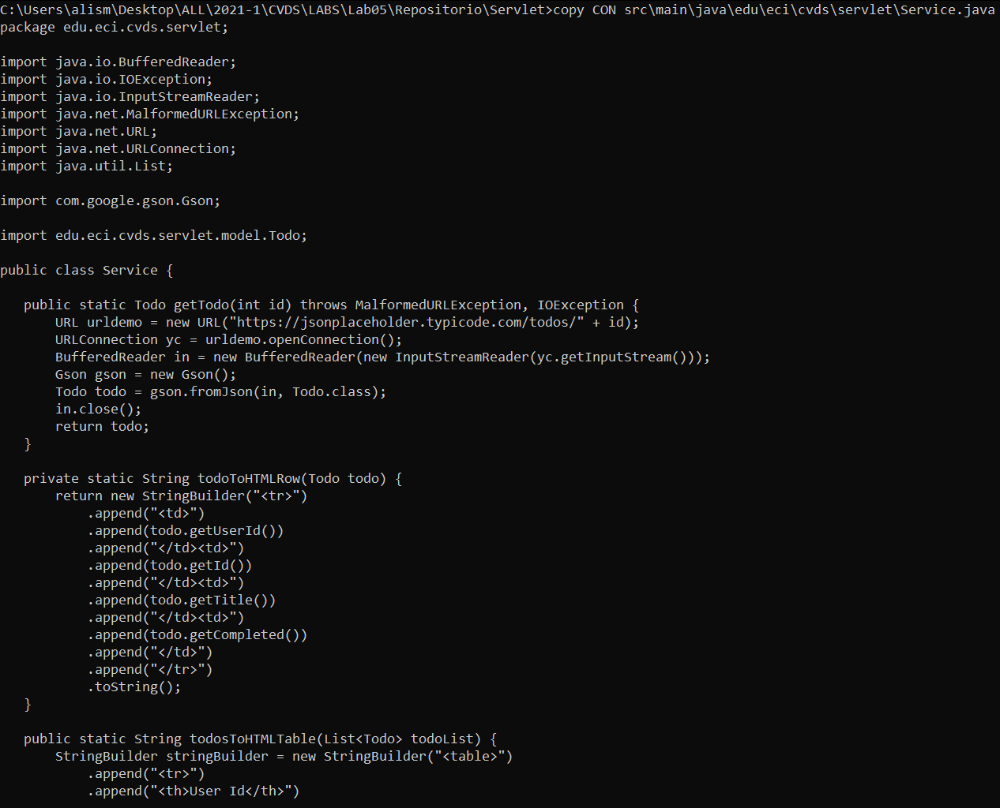 C:\Users\alism\Desktop\ALL\2021-1\CVDS\LABS\Lab05\Repositorio\Servlet>copy CON src\main\java\edu\eci\cvds\servlet\Service.java
package edu.eci.cvds.servlet;

import java.io.BufferedReader;
import java.io.IOException;
import java.io.InputStreamReader;
import java.net.MalformedURLException;
import java.net.URL;
import java.net.URLConnection;
import java.util.List;

import com.google.gson.Gson;

import edu.eci.cvds.servlet.model.Todo;

public class Service {

   public static Todo getTodo(int id) throws MalformedURLException, IOException {
       URL urldemo = new URL("https://jsonplaceholder.typicode.com/todos/" + id);
       URLConnection yc = urldemo.openConnection();
       BufferedReader in = new BufferedReader(new InputStreamReader(yc.getInputStream()));
       Gson gson = new Gson();
       Todo todo = gson.fromJson(in, Todo.class);
       in.close();
       return todo;
   }

   private static String todoToHTMLRow(Todo todo) {
       return new StringBuilder("<tr>")
           .append("<td>")
           .append(todo.getUserId())
           .append("</td><td>")
           .append(todo.getId())
           .append("</td><td>")
           .append(todo.getTitle())
           .append("</td><td>")
           .append(todo.getCompleted())
           .append("</td>")
           .append("</tr>")
           .toString();
   }

   public static String todosToHTMLTable(List<Todo> todoList) {
       StringBuilder stringBuilder = new StringBuilder("<table>")
           .append("<tr>")
           .append("<th>User Id</th>")